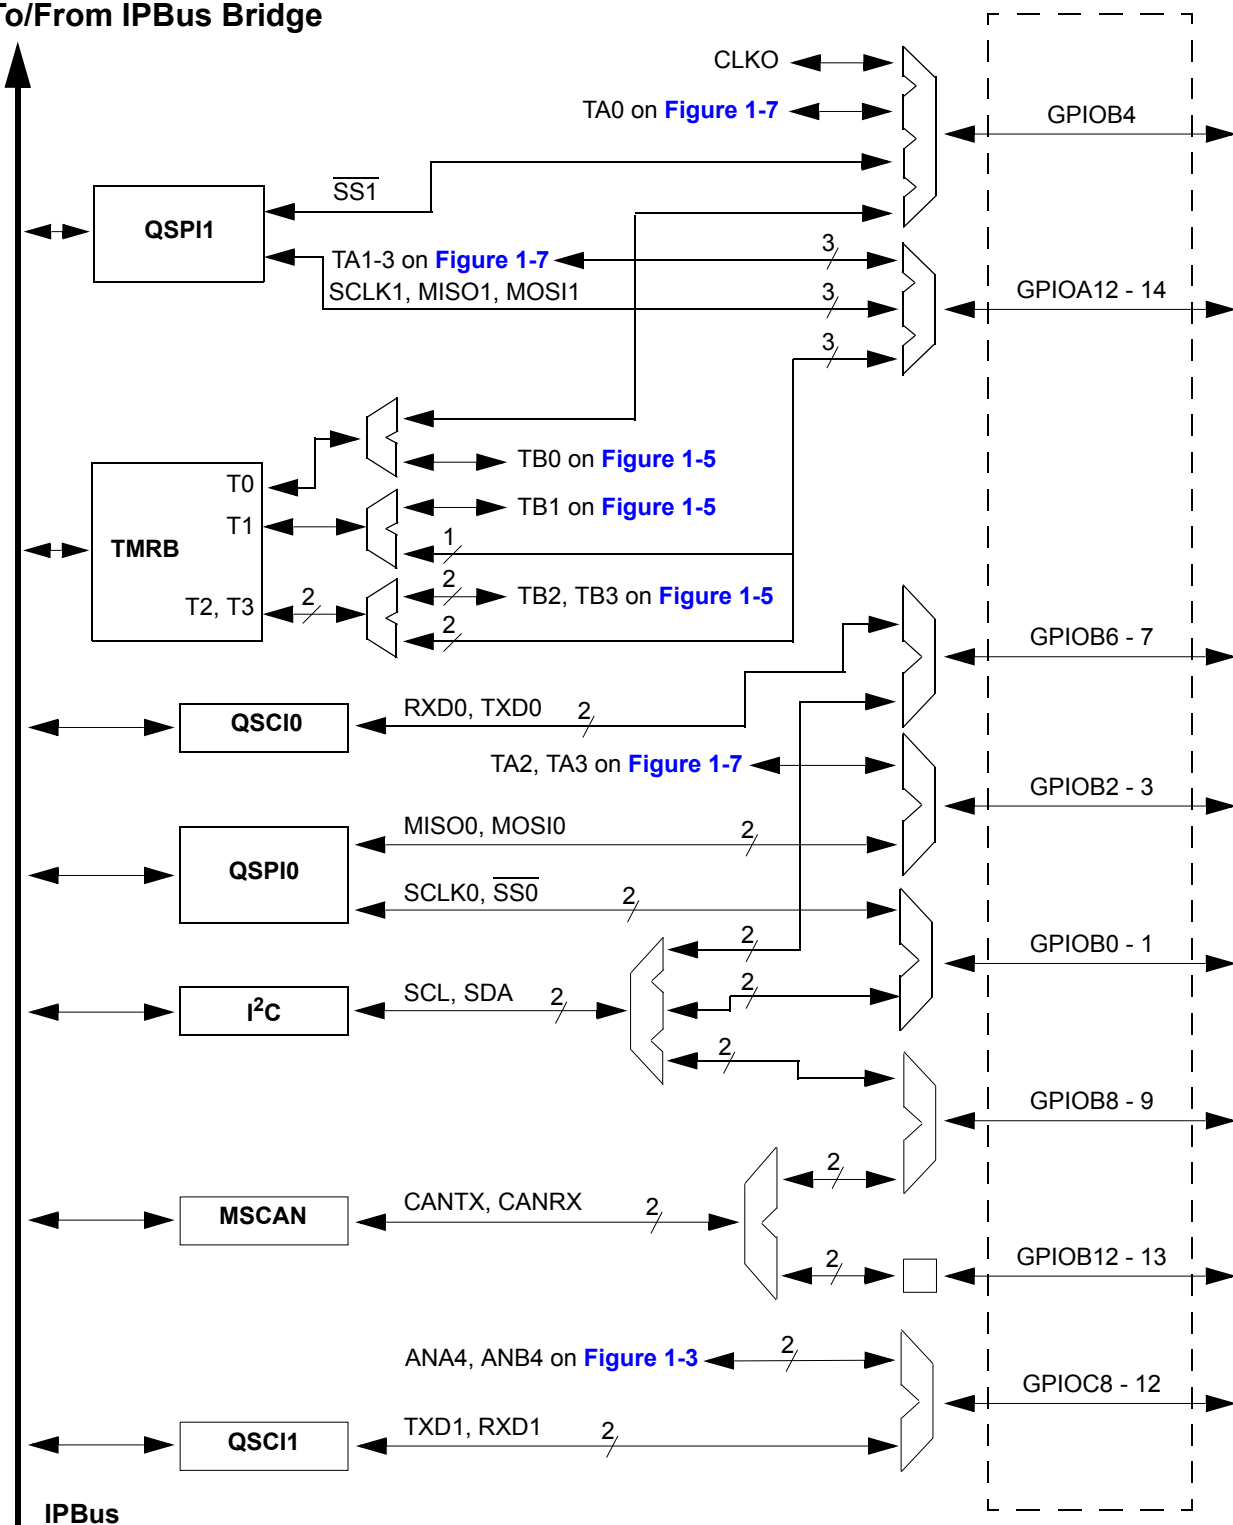 To/From IPBus Bridge
CLKO
TA0 on Figure 1-7
GPIOB4
SS1
QSPI1
TA1-3 on Figure 1-7
3
SCLK1, MISO1, MOSI1
3
GPIOA12 - 14
3
TB0 on Figure 1-5
T0
TB1 on Figure 1-5
T1
TMRB
1
2
TB2, TB3 on Figure 1-5
T2, T3
2
2
GPIOB6 - 7
RXD0, TXD0
2
QSCI0
TA2, TA3 on Figure 1-7
GPIOB2 - 3
MISO0, MOSI0
2
QSPI0
SCLK0, SS0
2
2
GPIOB0 - 1
SCL, SDA
2
2
I²C
2
GPIOB8 - 9
2
CANTX, CANRX
2
MSCAN
2
GPIOB12 - 13
ANA4, ANB4 on Figure 1-3
2
GPIOC8 - 12
TXD1, RXD1
2
QSCI1
IPBus